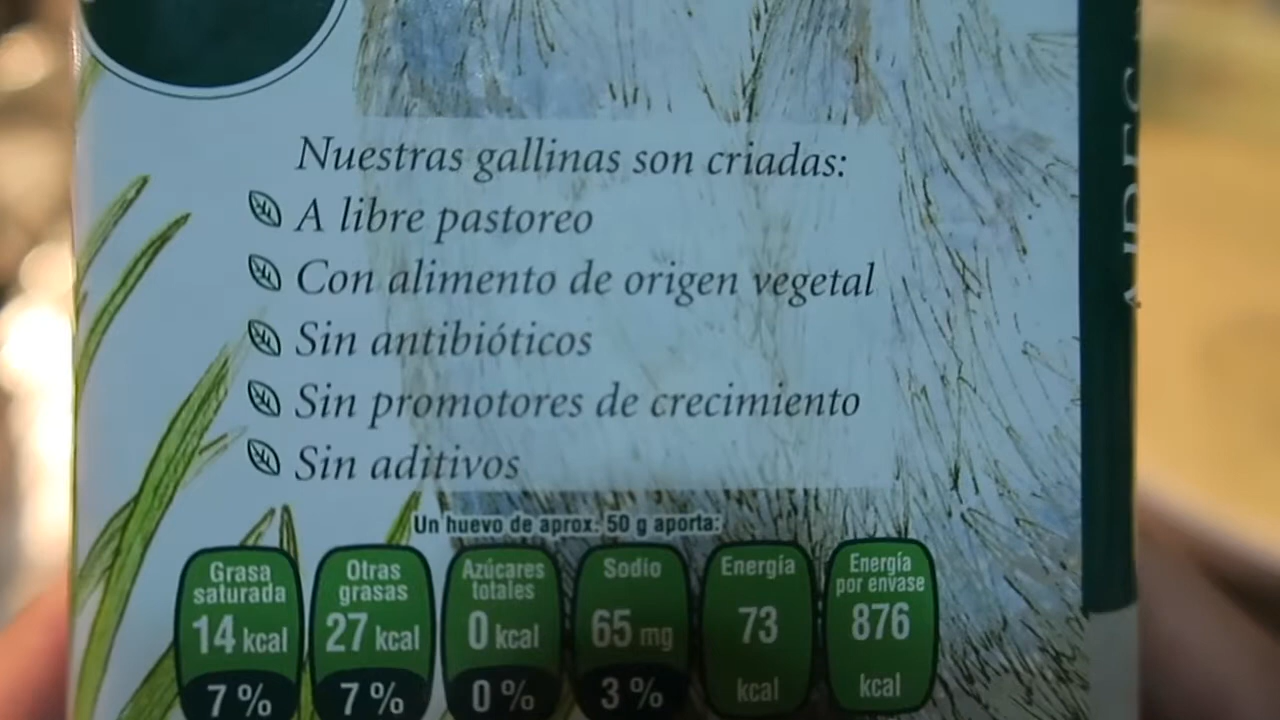 Nuestras gallinas son criadas:
A libre pastoreo
Con alimento de origen vegetal
Sin antibióticos
Sin promotores de crecimiento
Sin aditivos
Un huevo de aprox. 50 g aporta:
Grasa saturada
14 kcal
7 %
Otras grasas
27 kcal
7 %
Azúcares totales
0 kcal
0 %
Sodio
65 mg
3 %
Energía
73
kcal
Energía por envase
876
kcal